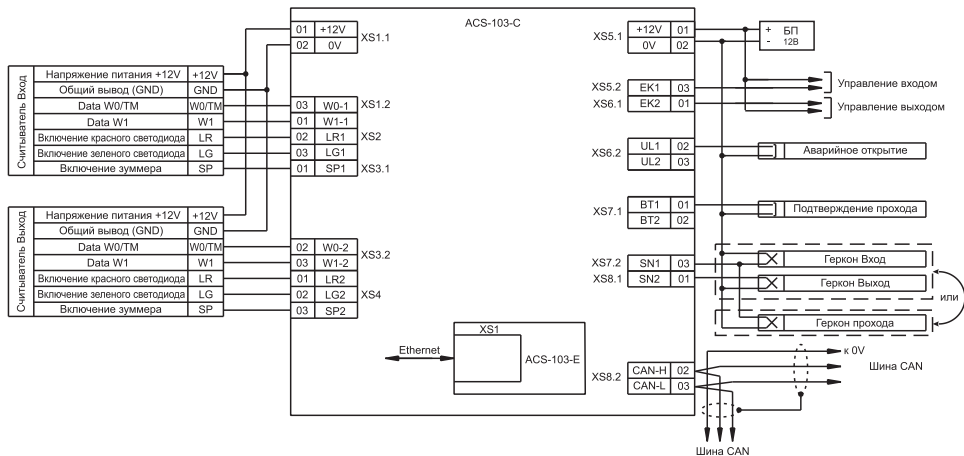 ACS-103-C
01 +12V XS1.1
02 0V
Считыватель Вход
Напряжение питания +12V +12V
Общий вывод (GND) GND
Data W0/TM W0/TM
Data W1 W1
Включение красного светодиода LR
Включение зеленого светодиода LG
Включение зуммера SP
03 W0-1 XS1.2
01 W1-1
02 LR1 XS2
03 LG1
01 SP1 XS3.1
Считыватель Выход
Напряжение питания +12V +12V
Общий вывод (GND) GND
Data W0/TM W0/TM
Data W1 W1
Включение красного светодиода LR
Включение зеленого светодиода LG
Включение зуммера SP
02 W0-2 XS3.2
03 W1-2
01 LR2
02 LG2 XS4
03 SP2
Ethernet
XS1
ACS-103-E
XS5.1 +12V 01
0V 02
+ БП
- 12В
XS5.2 EK1 03
XS6.1 EK2 01
Управление входом
Управление выходом
XS6.2 UL1 02
UL2 03
Аварийное открытие
XS7.1 BT1 01
BT2 02
Подтверждение прохода
XS7.2 SN1 03
XS8.1 SN2 01
Геркон Вход
Геркон Выход
или
Геркон прохода
XS8.2 CAN-H 02
CAN-L 03
к 0V
Шина CAN
Шина CAN